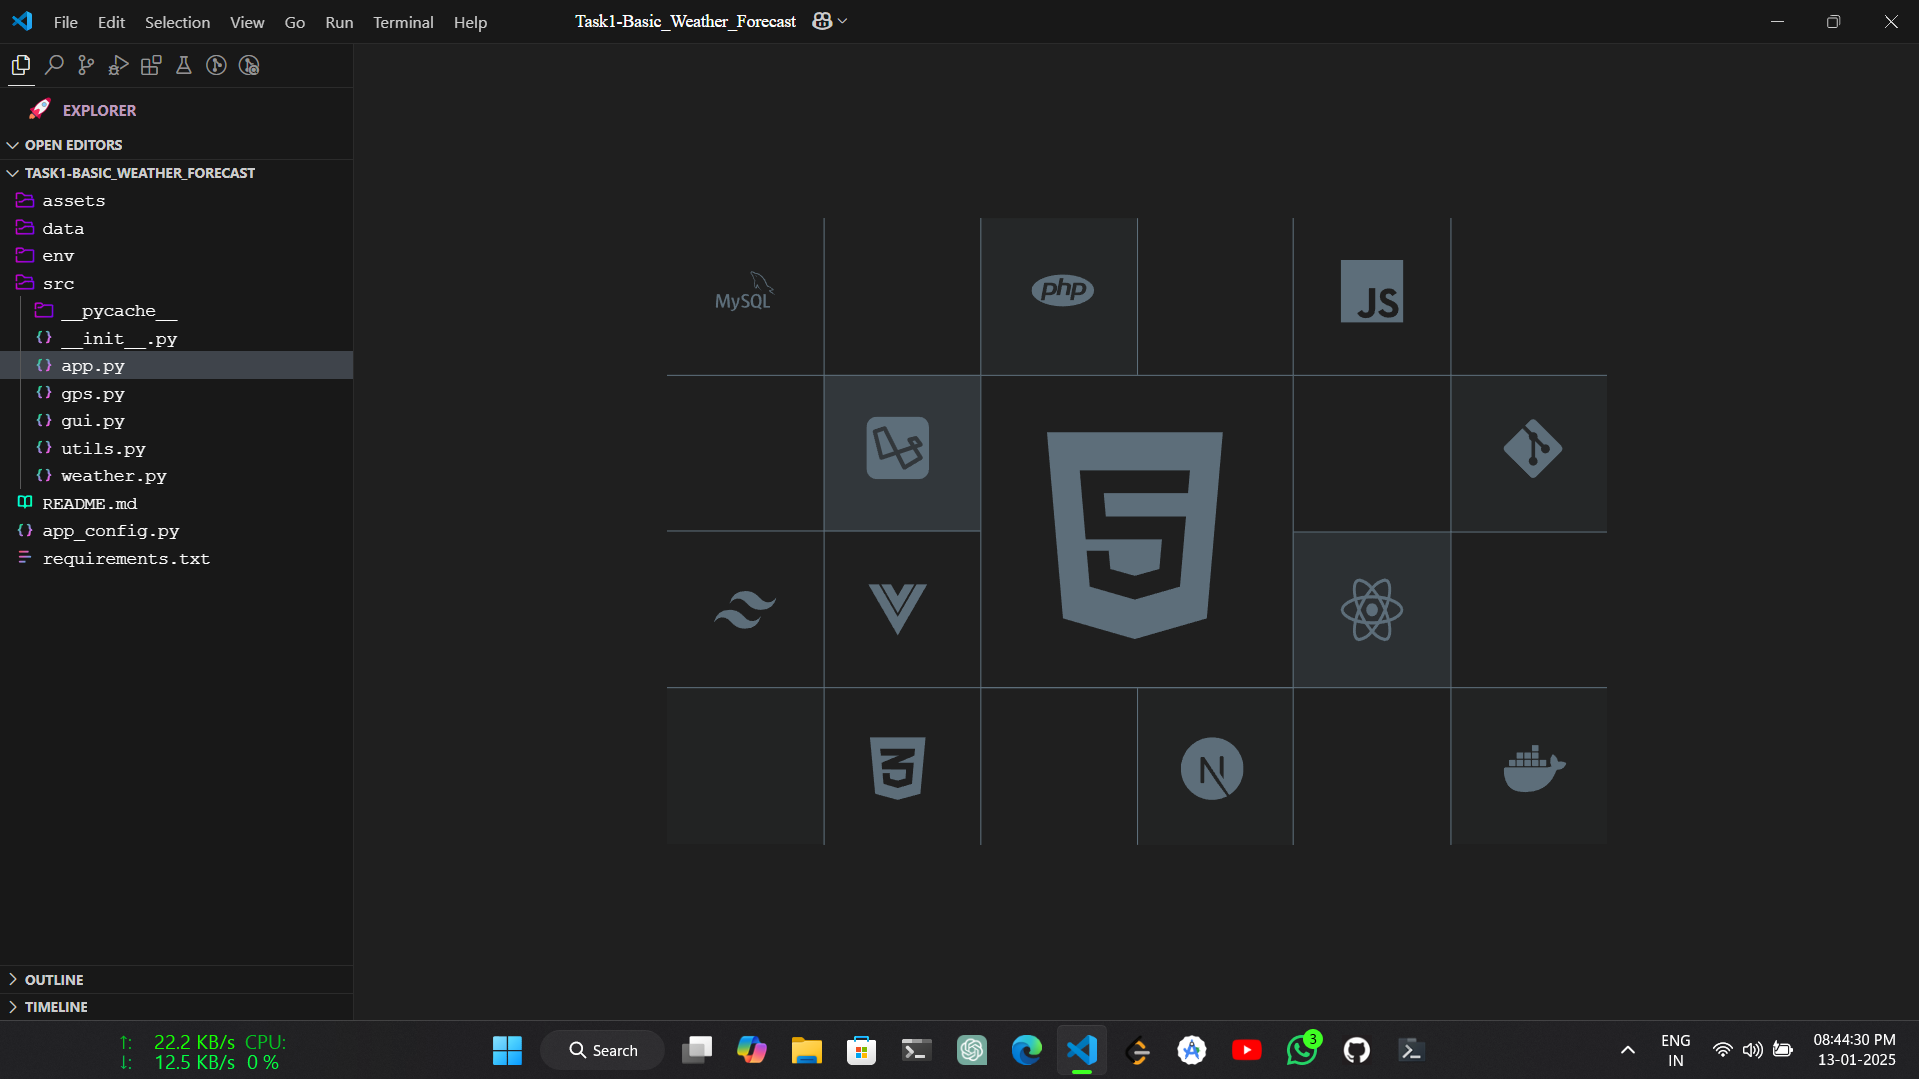 File Edit Selection View Go Run Terminal Help
Task1-Basic_Weather_Forecast
EXPLORER
OPEN EDITORS
TASK1-BASIC_WEATHER_FORECAST
assets
data
env
src
__pycache__
__init__.py
app.py
gps.py
gui.py
utils.py
weather.py
README.md
app_config.py
requirements.txt
MySQL
php
JS
OUTLINE
TIMELINE
↑: 22.2 KB/s CPU:
↓: 12.5 KB/s 0 %
Search
3
ENG
IN
08:44:30 PM
13-01-2025